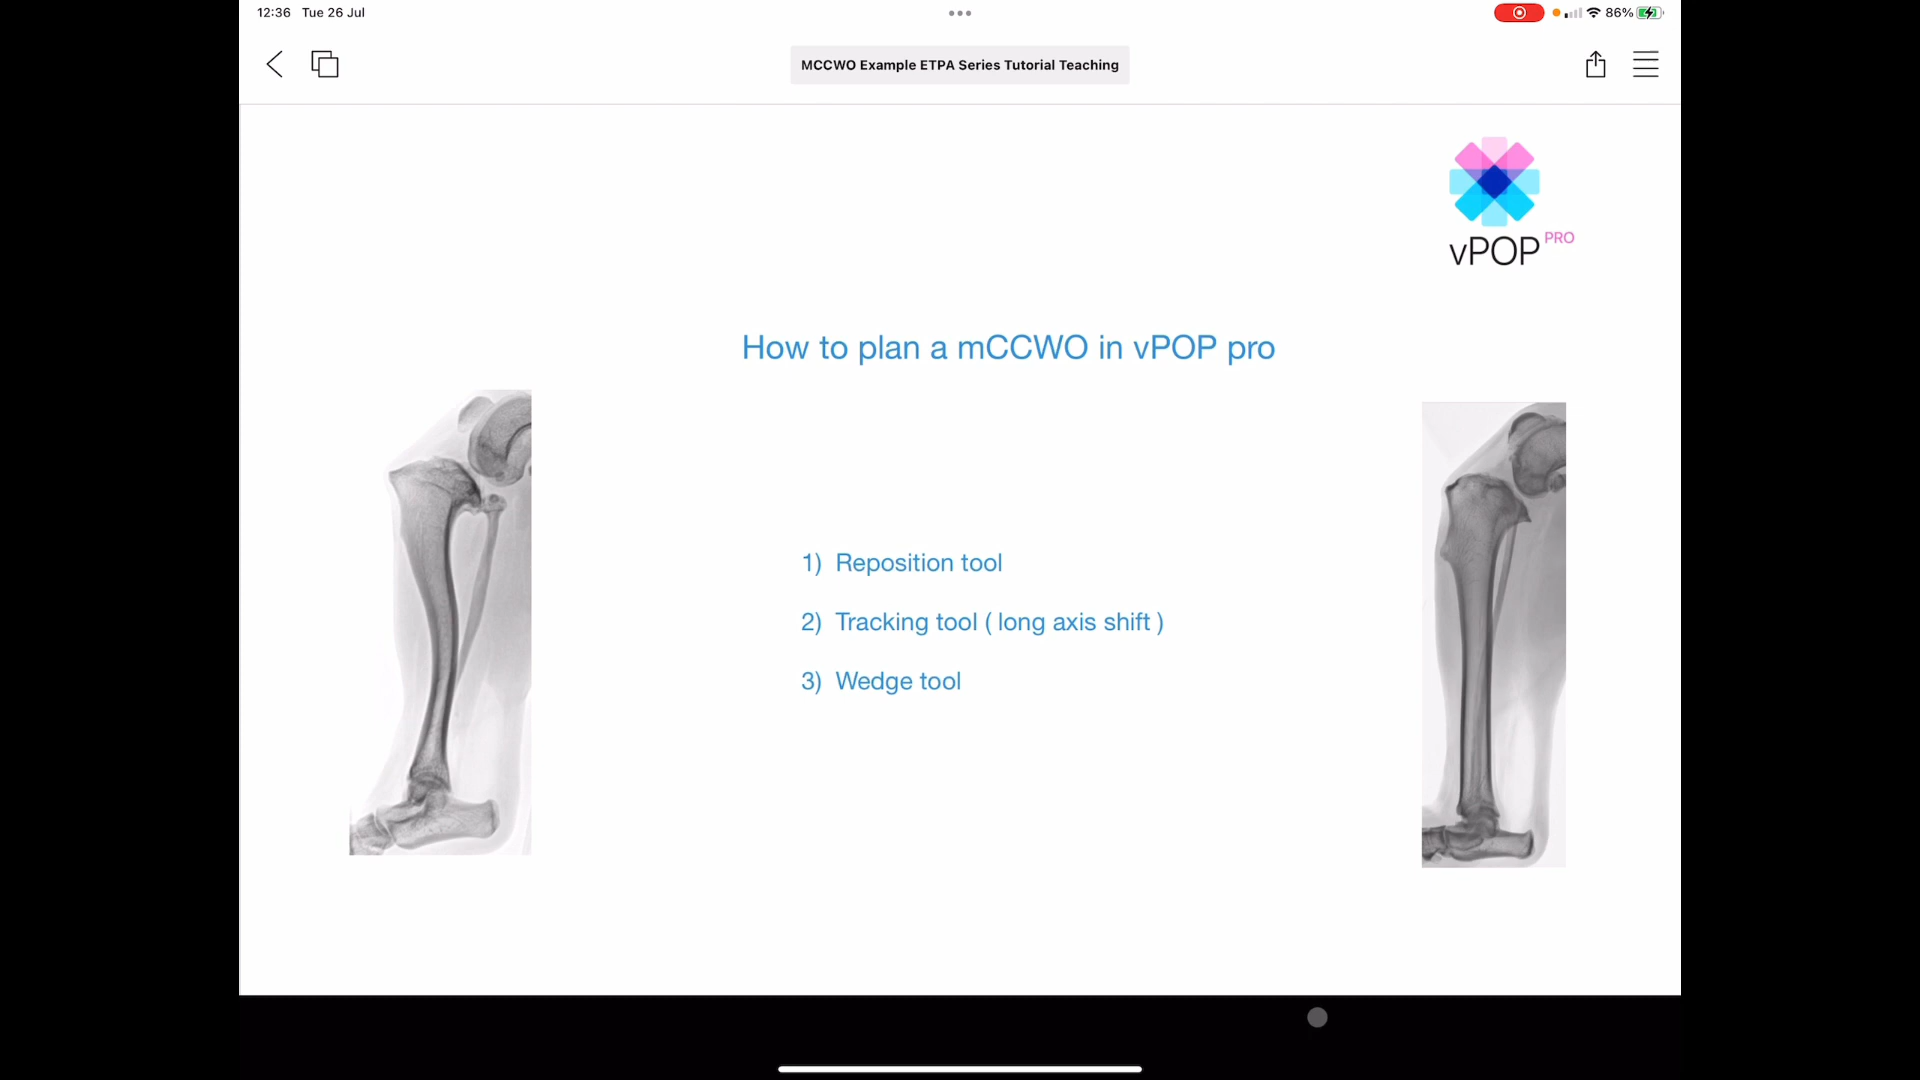 12:36 Tue 26 Jul
86%
MCCWO Example ETPA Series Tutorial Teaching
vPOP PRO
How to plan a mCCWO in vPOP pro
1) Reposition tool
2) Tracking tool ( long axis shift )
3) Wedge tool